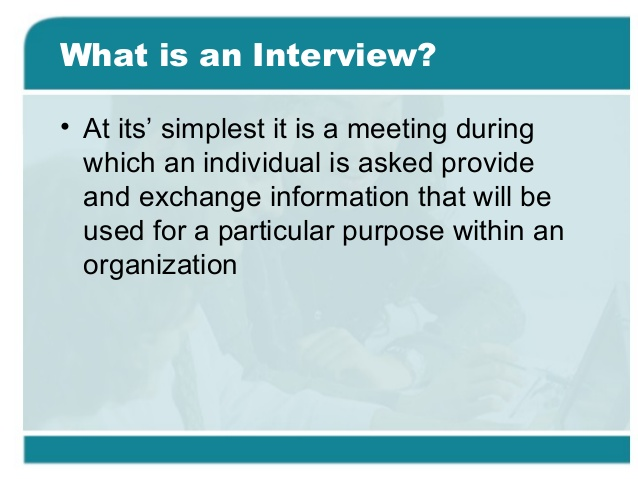 What is an Interview?
• At its’ simplest it is a meeting during
which an individual is asked provide
and exchange information that will be
used for a particular purpose within an
organization